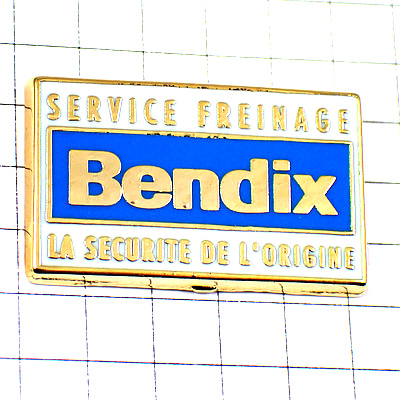 SERVICE FREINAGE
Bendix
LA SECURITE DE L'ORIGINE